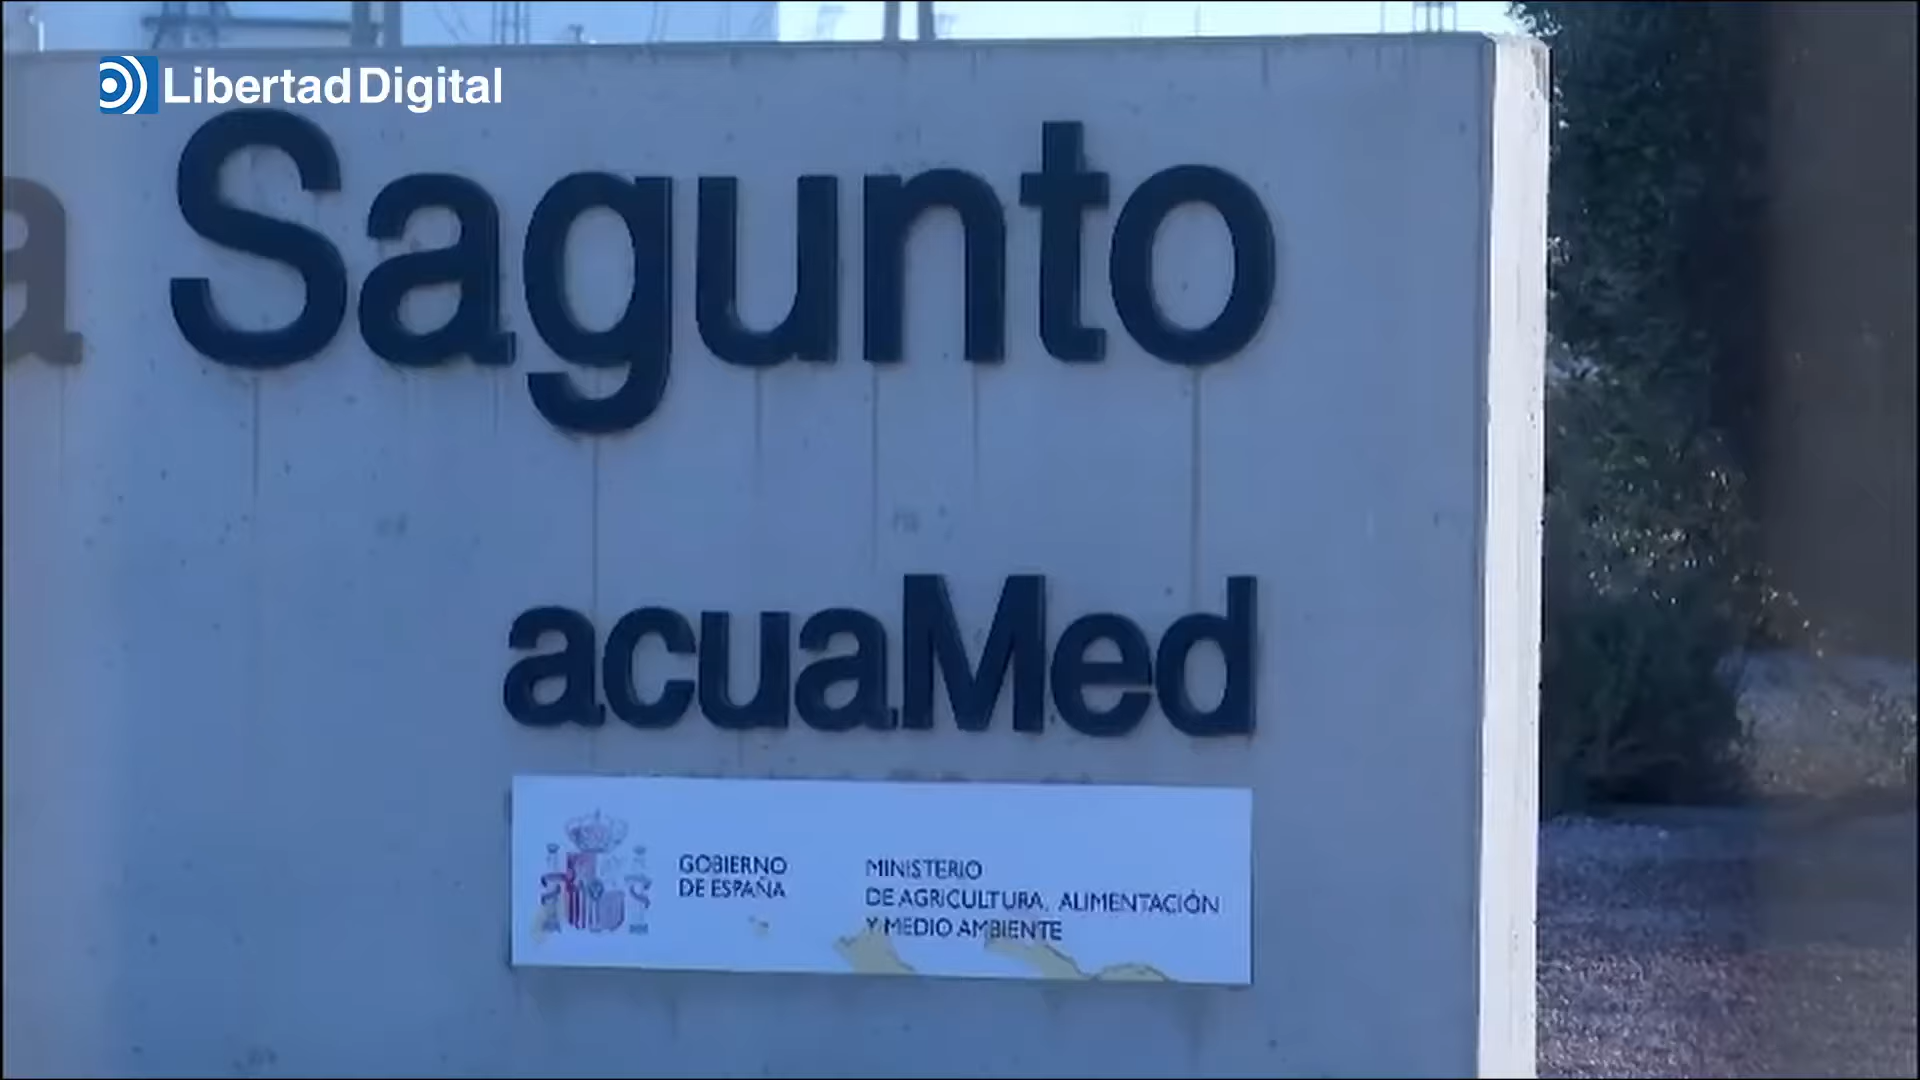 Libertad Digital
a Sagunto
acuaMed
GOBIERNO
DE ESPAÑA
MINISTERIO
DE AGRICULTURA, ALIMENTACIÓN
Y MEDIO AMBIENTE